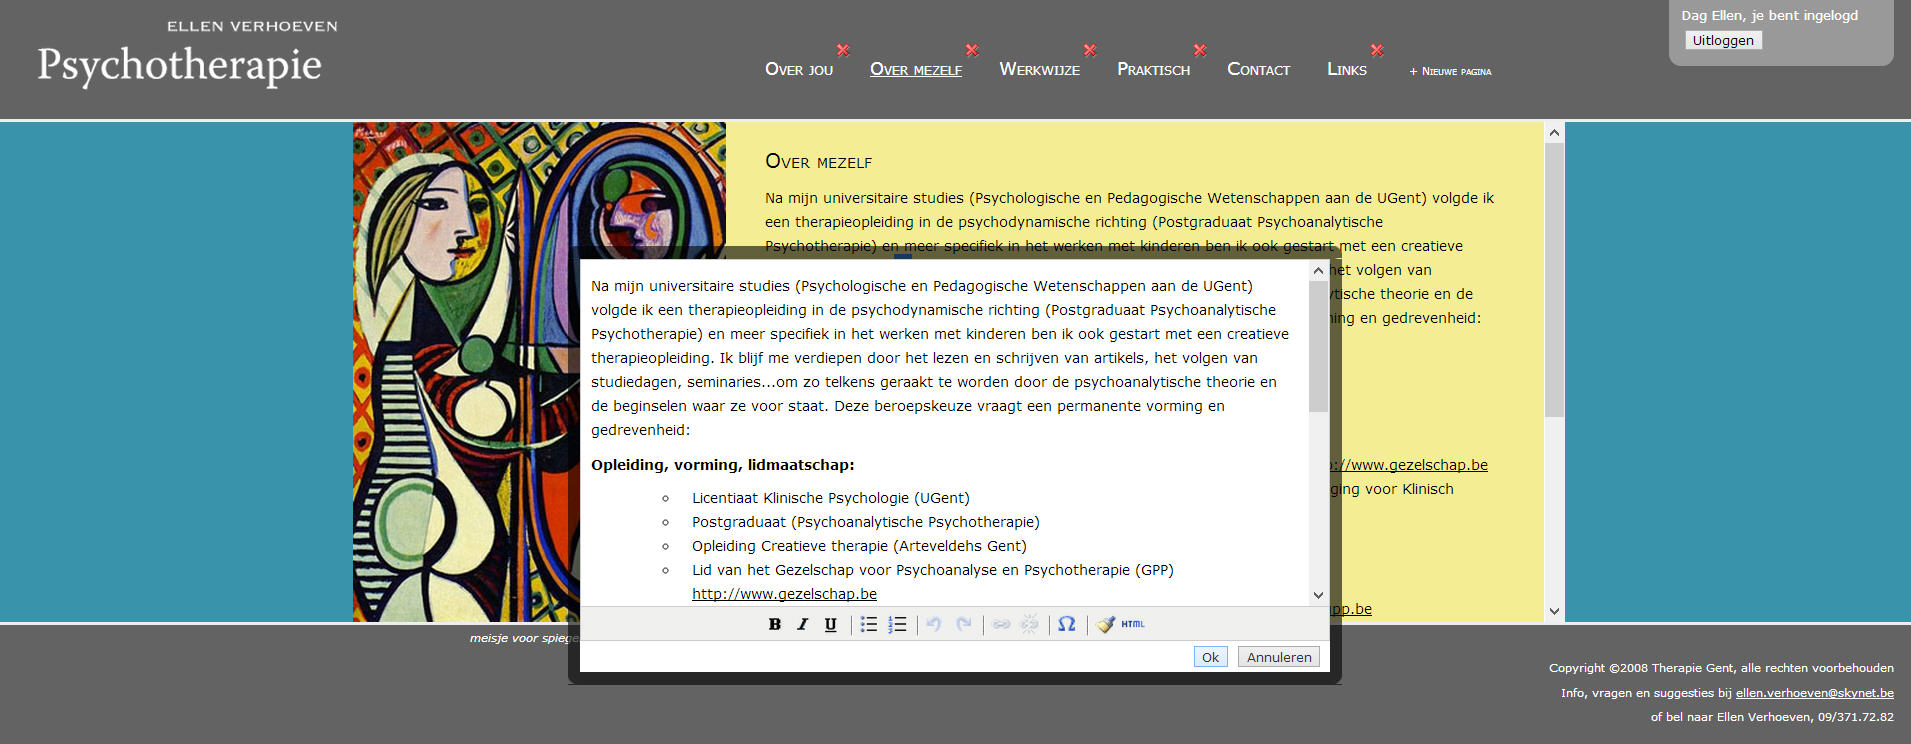 ELLEN VERHOEVEN
Psychotherapie
Dag Ellen, je bent ingelogd
Uitloggen
Over jou
Over mezelf
Werkwijze
Praktisch
Contact
Links
+ Nieuwe pagina
Over mezelf
Na mijn universitaire studies (Psychologische en Pedagogische Wetenschappen aan de UGent) volgde ik
een therapieopleiding in de psychodynamische richting (Postgraduaat Psychoanalytische
Psychotherapie) en meer specifiek in het werken met kinderen ben ik ook gestart met een creatieve
het volgen van
tische theorie en de
en gedrevenheid:
://www.gezelschap.be
ging voor Klinisch
pp.be
Na mijn universitaire studies (Psychologische en Pedagogische Wetenschappen aan de UGent)
volgde ik een therapieopleiding in de psychodynamische richting (Postgraduaat Psychoanalytische
Psychotherapie) en meer specifiek in het werken met kinderen ben ik ook gestart met een creatieve
therapieopleiding. Ik blijf me verdiepen door het lezen en schrijven van artikels, het volgen van
studiedagen, seminaries...om zo telkens geraakt te worden door de psychoanalytische theorie en
de beginselen waar ze voor staat. Deze beroepskeuze vraagt een permanente vorming en
gedrevenheid:
Opleiding, vorming, lidmaatschap:
Licentiaat Klinische Psychologie (UGent)
Postgraduaat (Psychoanalytische Psychotherapie)
Opleiding Creatieve therapie (Arteveldehs Gent)
Lid van het Gezelschap voor Psychoanalyse en Psychotherapie (GPP)
http://www.gezelschap.be
B I U
Ω
HTML
Ok
Annuleren
meisje voor spiege
Copyright ©2008 Therapie Gent, alle rechten voorbehouden
Info, vragen en suggesties bij ellen.verhoeven@skynet.be
of bel naar Ellen Verhoeven, 09/371.72.82